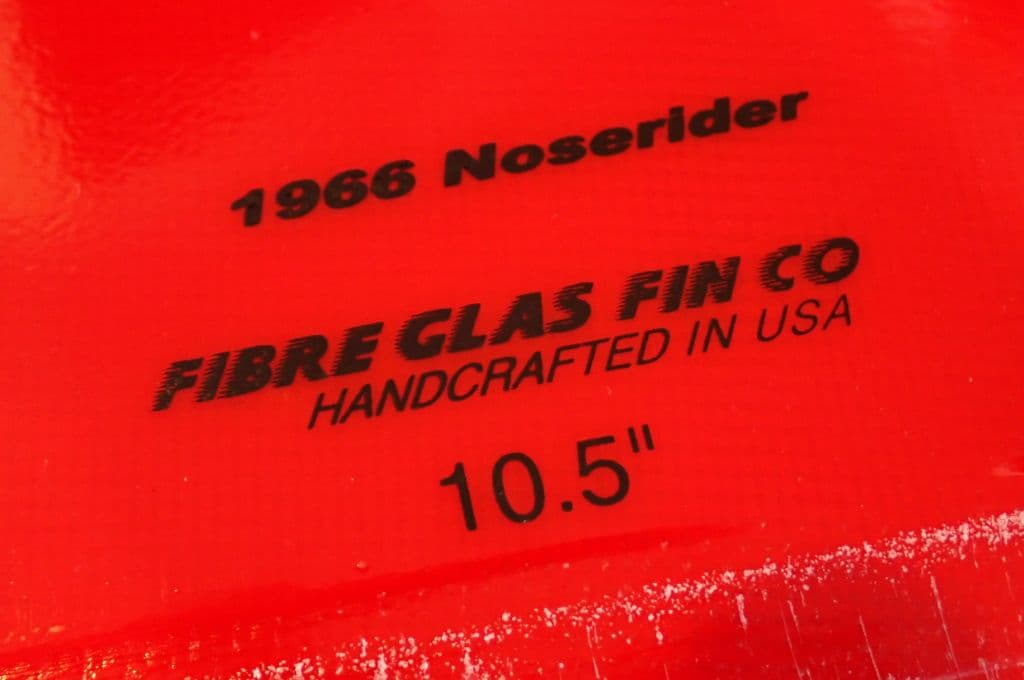 1966 Noserider
FIBRE GLAS FIN CO
HANDCRAFTED IN USA
10.5"